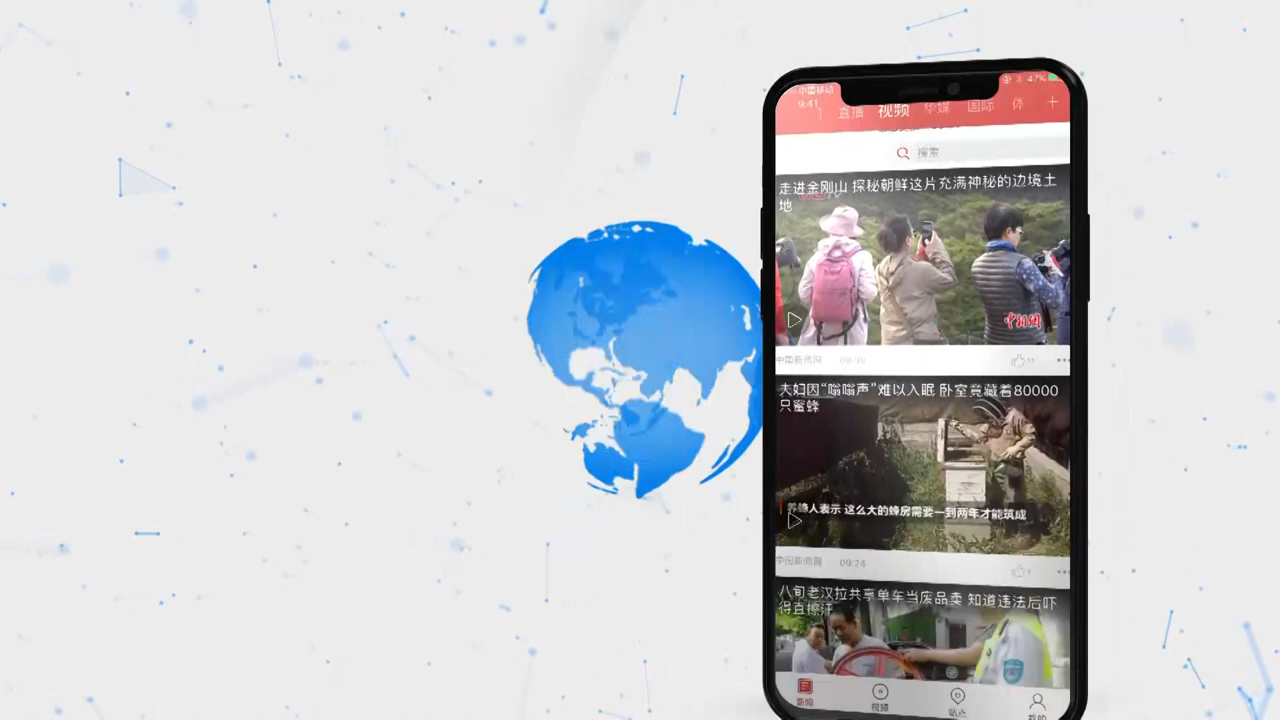 中国移动
47%
9:41
直播 视频 华媒 国际 体 +
搜索
走进金刚山 探秘朝鲜这片充满神秘的边境土
地
中新网
中国新闻网 09:30
11
夫妇因“嗡嗡声”难以入眠 卧室竟藏着80000
只蜜蜂
养蜂人表示 这么大的蜂房需要一到两年才能筑成
中国新闻网 09:24
1
八旬老汉拉共享单车当废品卖 知道违法后吓
得直擦汗
新闻 视频 站点 我的